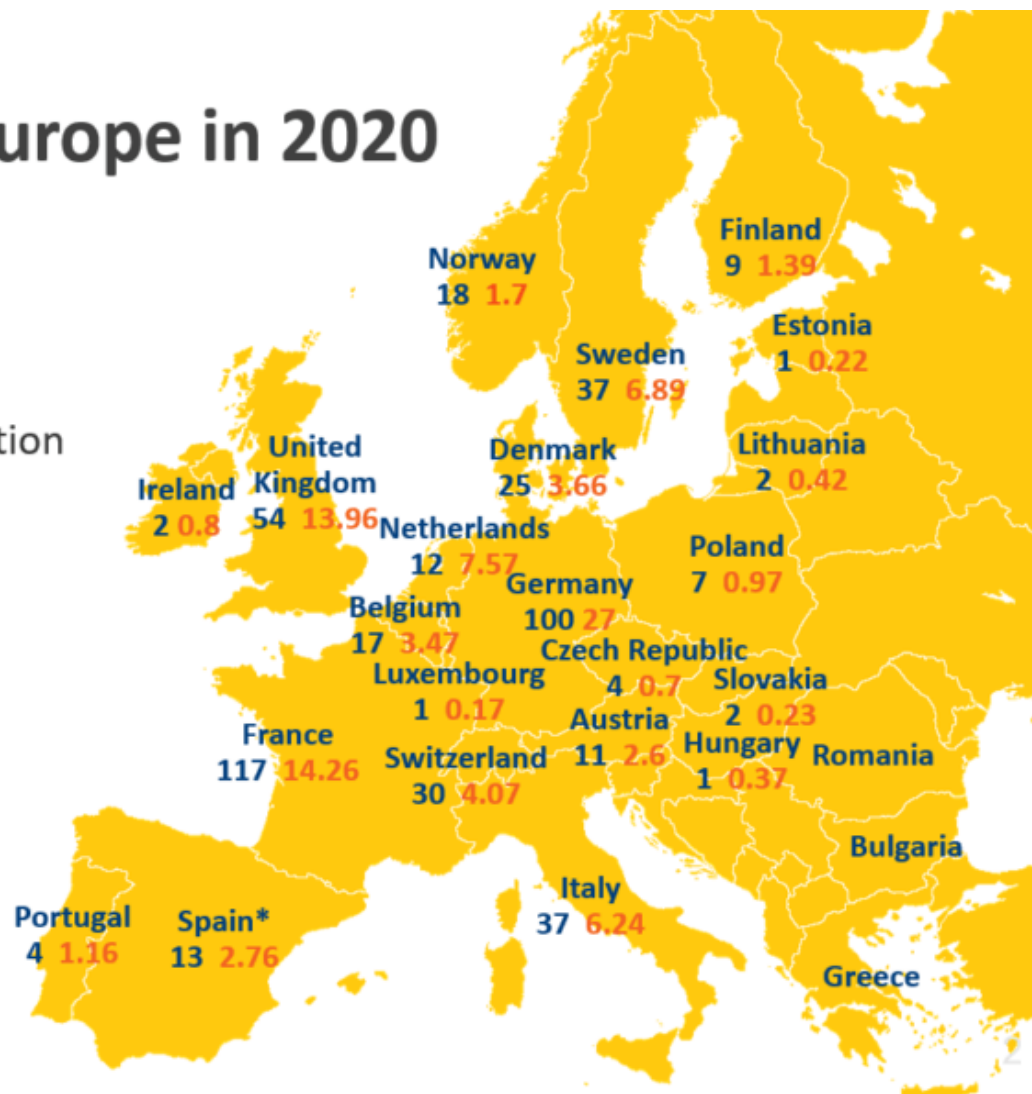 urope in 2020
tion
Finland
9 1.39
Norway
18 1.7
Estonia
1 0.22
Sweden
37 6.89
Lithuania
2 0.42
Denmark
25 3.66
United
Kingdom
54 13.96
Ireland
2 0.8
Netherlands
12 7.57
Poland
7 0.97
Germany
100 27
Belgium
17 3.47
Czech Republic
4 0.7
Luxembourg
1 0.17
Slovakia
2 0.23
Austria
11 2.6
France
117 14.26
Switzerland
30 4.07
Hungary
1 0.37
Romania
Bulgaria
Italy
37 6.24
Portugal
4 1.16
Spain*
13 2.76
Greece
2